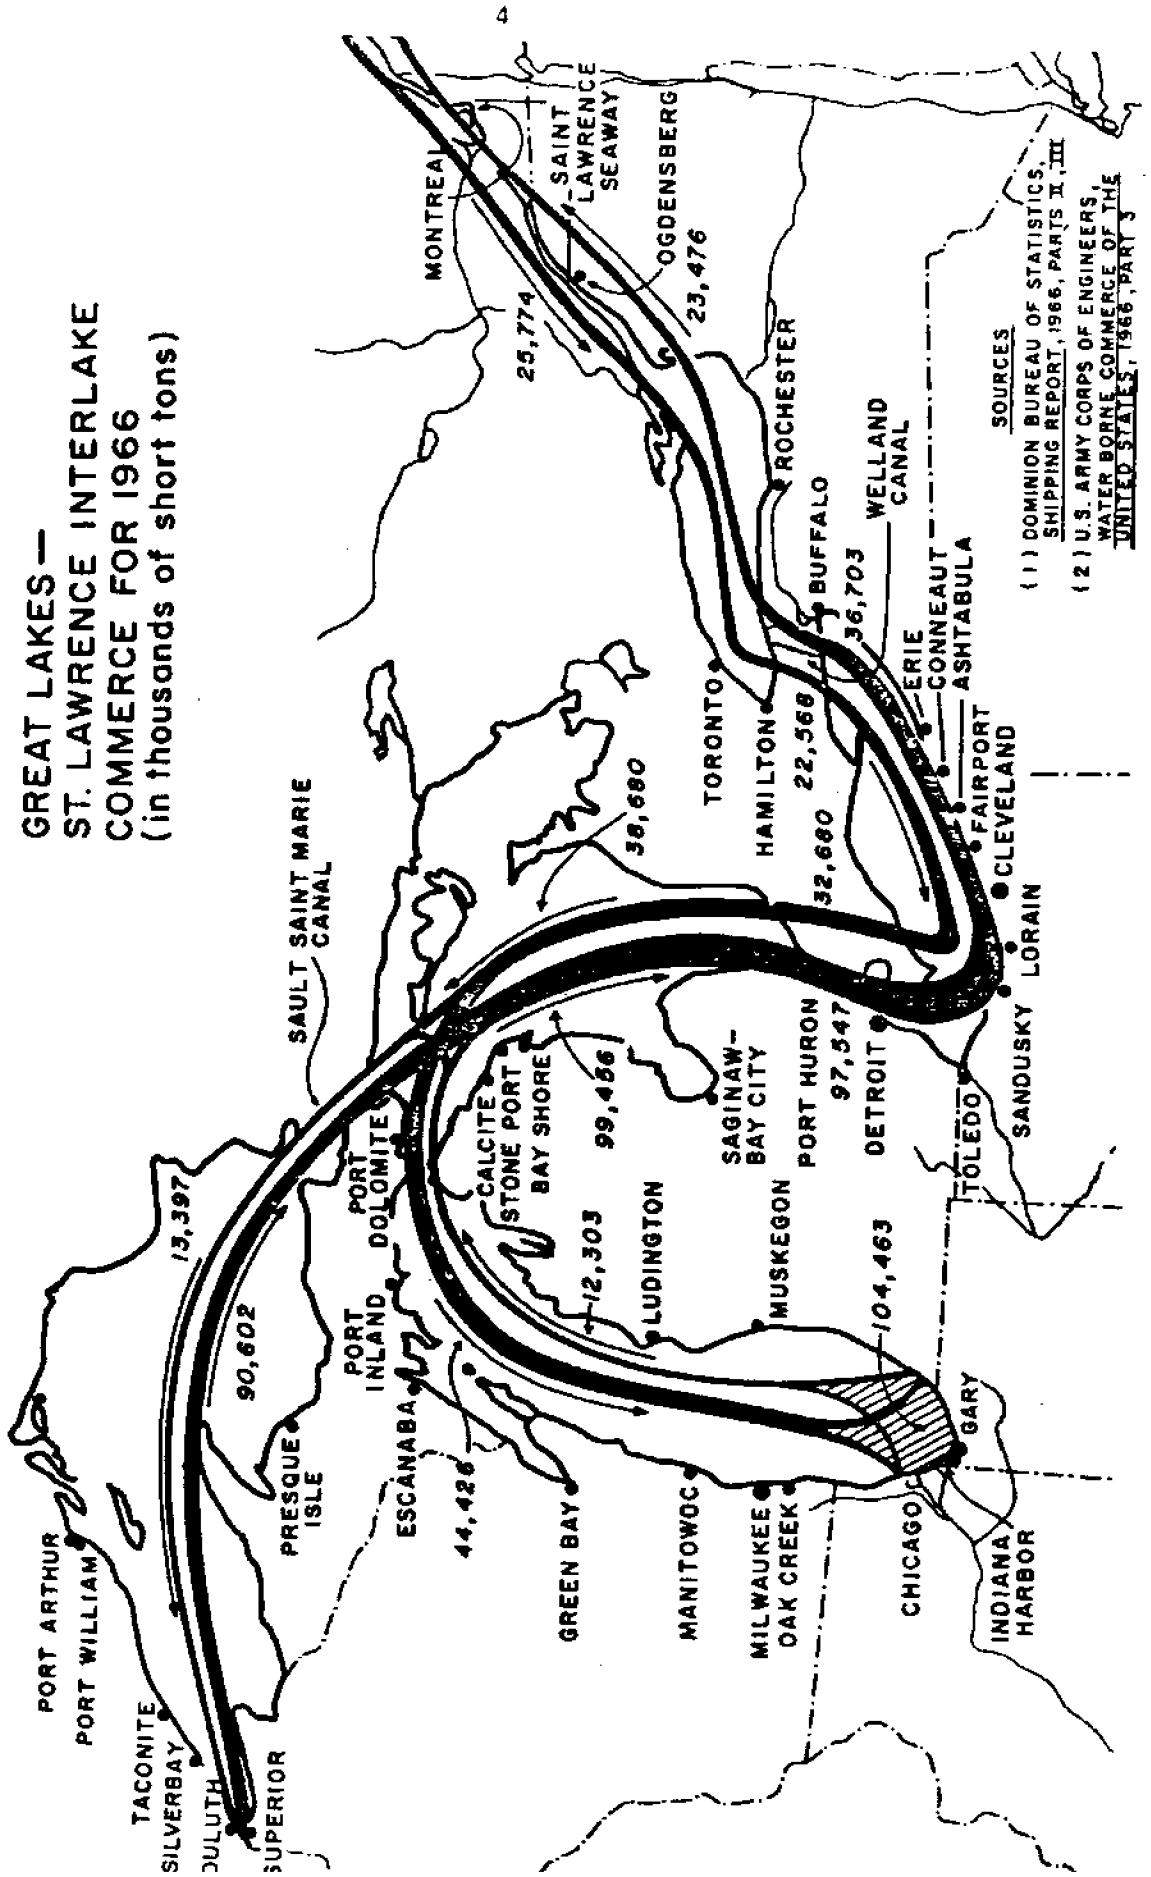 4
GREAT LAKES—
ST. LAWRENCE INTERLAKE
COMMERCE FOR 1966
(in thousands of short tons)
MONTREAL
SAINT
LAWRENCE
SEAWAY
OGDENSBERG
25,774
23,476
ROCHESTER
WELLAND
CANAL
BUFFALO
36,703
ERIE
CONNEAUT
ASHTABULA
FAIRPORT
CLEVELAND
LORAIN
SANDUSKY
TOLEDO
TORONTO
HAMILTON
22,568
32,680
38,680
SAULT SAINT MARIE
CANAL
13,397
90,602
PORT
DOLOMITE
CALCITE
STONE PORT
BAY SHORE
99,456
SAGINAW-
BAY CITY
PORT HURON
97,547
DETROIT
PORT
INLAND
ESCANABA
44,426
12,303
LUDINGTON
MUSKEGON
104,463
GARY
PRESQUE
ISLE
GREEN BAY
MANITOWOC
MILWAUKEE
OAK CREEK
CHICAGO
INDIANA
HARBOR
PORT ARTHUR
PORT WILLIAM
TACONITE
SILVERBAY
DULUTH
SUPERIOR
SOURCES
(1) DOMINION BUREAU OF STATISTICS,
SHIPPING REPORT, 1966, PARTS II, III
(2) U.S. ARMY CORPS OF ENGINEERS,
WATER BORNE COMMERCE OF THE
UNITED STATES, 1966, PART 3